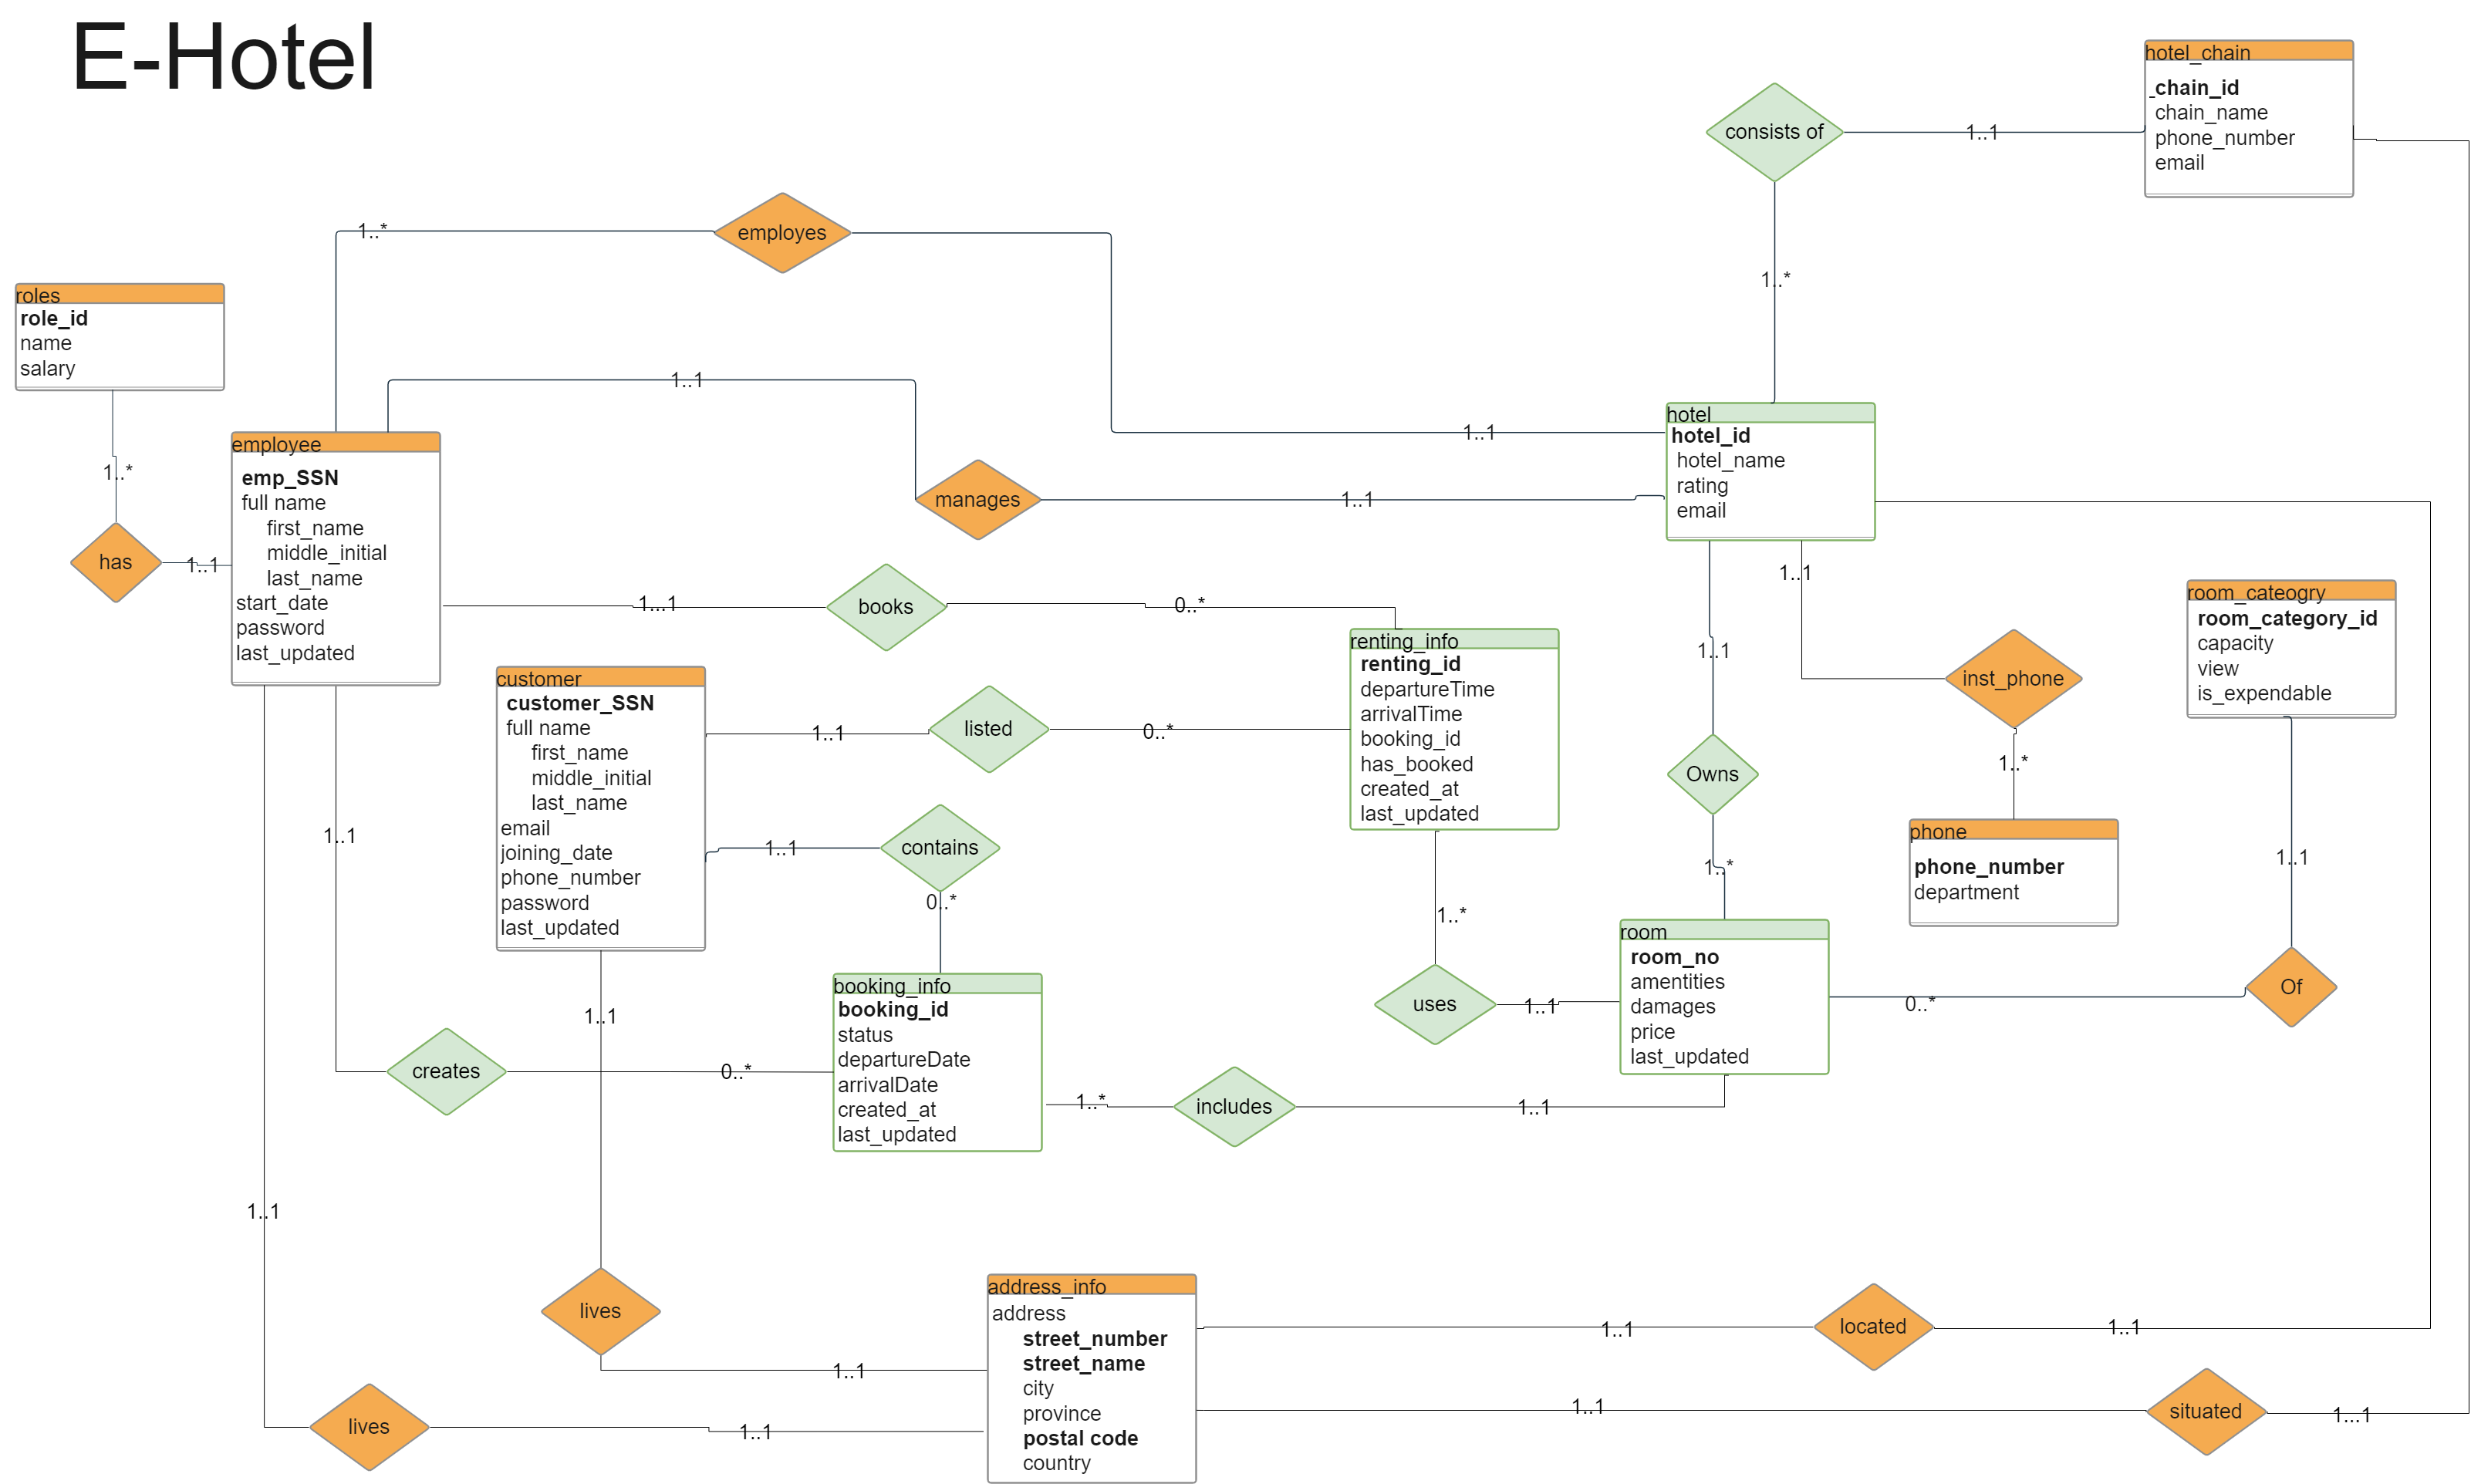 E-Hotel
hotel_chain
_chain_id
chain_name
phone_number
email
consists of
1..1
1..*
employes
1..*
1..1
roles
role_id
name
salary
1..*
has
1..1
employee
emp_SSN
full name
first_name
middle_initial
last_name
start_date
password
last_updated
1..1
manages
1..1
hotel
hotel_id
hotel_name
rating
email
1...1
books
0..*
renting_info
renting_id
departureTime
arrivalTime
booking_id
has_booked
created_at
last_updated
customer
customer_SSN
full name
first_name
middle_initial
last_name
email
joining_date
phone_number
password
last_updated
1..1
listed
0..*
1..1
contains
0..*
1..1
Owns
1..*
1..1
inst_phone
1..*
phone
phone_number
department
room_cateogry
room_category_id
capacity
view
is_expendable
1..1
Of
0..*
room
room_no
amentities
damages
price
last_updated
1..*
uses
1..1
booking_info
booking_id
status
departureDate
arrivalDate
created_at
last_updated
1..1
creates
0..*
1..*
includes
1..1
1..1
lives
1..1
1..1
lives
1..1
address_info
address
street_number
street_name
city
province
postal code
country
1..1
located
1..1
1..1
situated
1...1